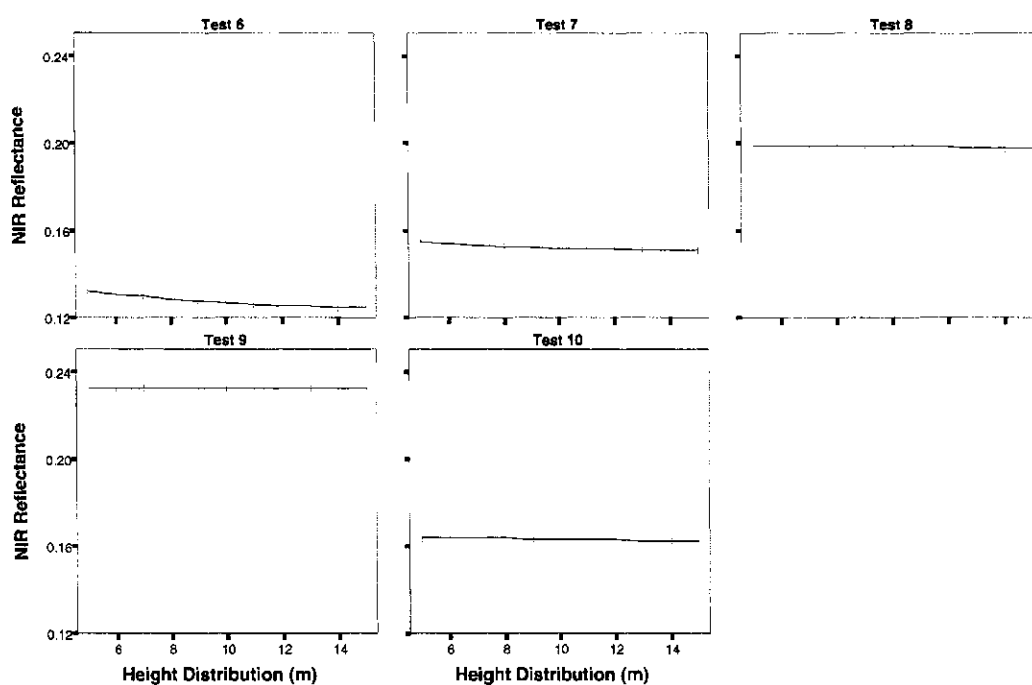 Test 6
Test 7
Test 8
NIR Reflectance
0.24
0.20
0.16
0.12
Test 9
Test 10
NIR Reflectance
0.24
0.20
0.16
0.12
6 8 10 12 14
6 8 10 12 14
Height Distribution (m)
Height Distribution (m)